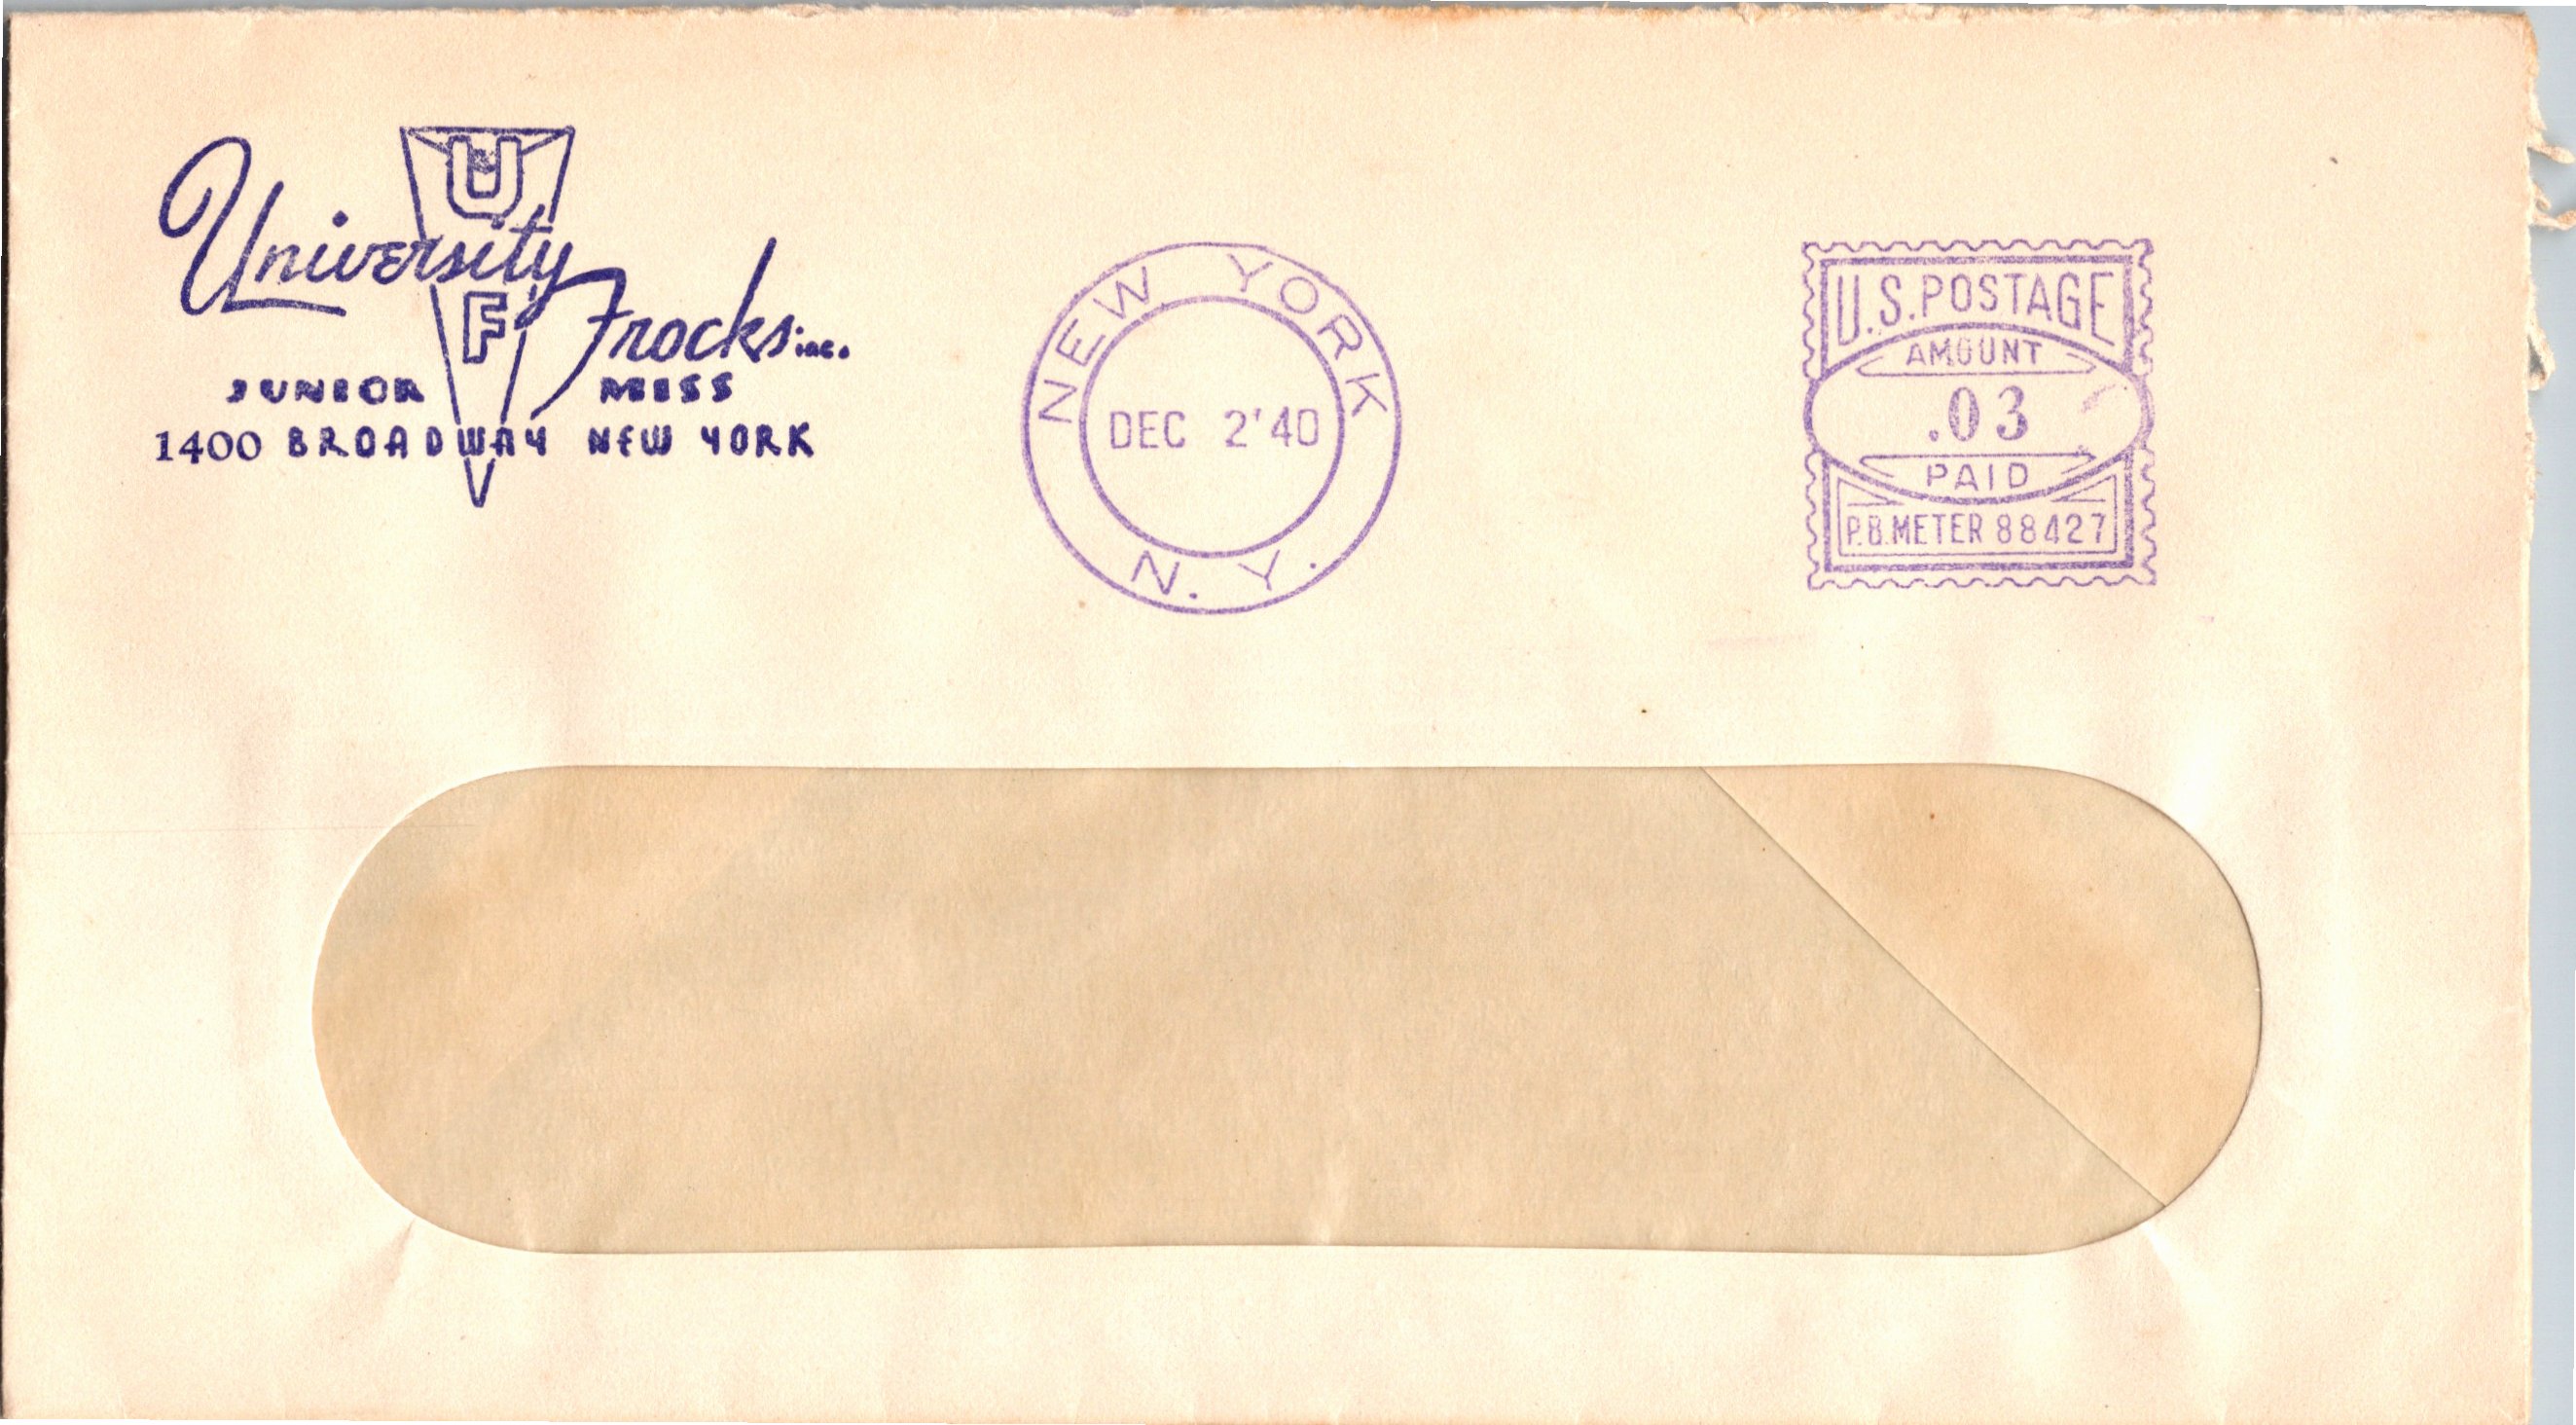 U
University
F
Frocks inc.
JUNIOR MISS
1400 BROADWAY NEW YORK
NEW YORK
DEC 2'40
N. Y.
U.S. POSTAGE
AMOUNT
.03
PAID
P.B. METER 88427